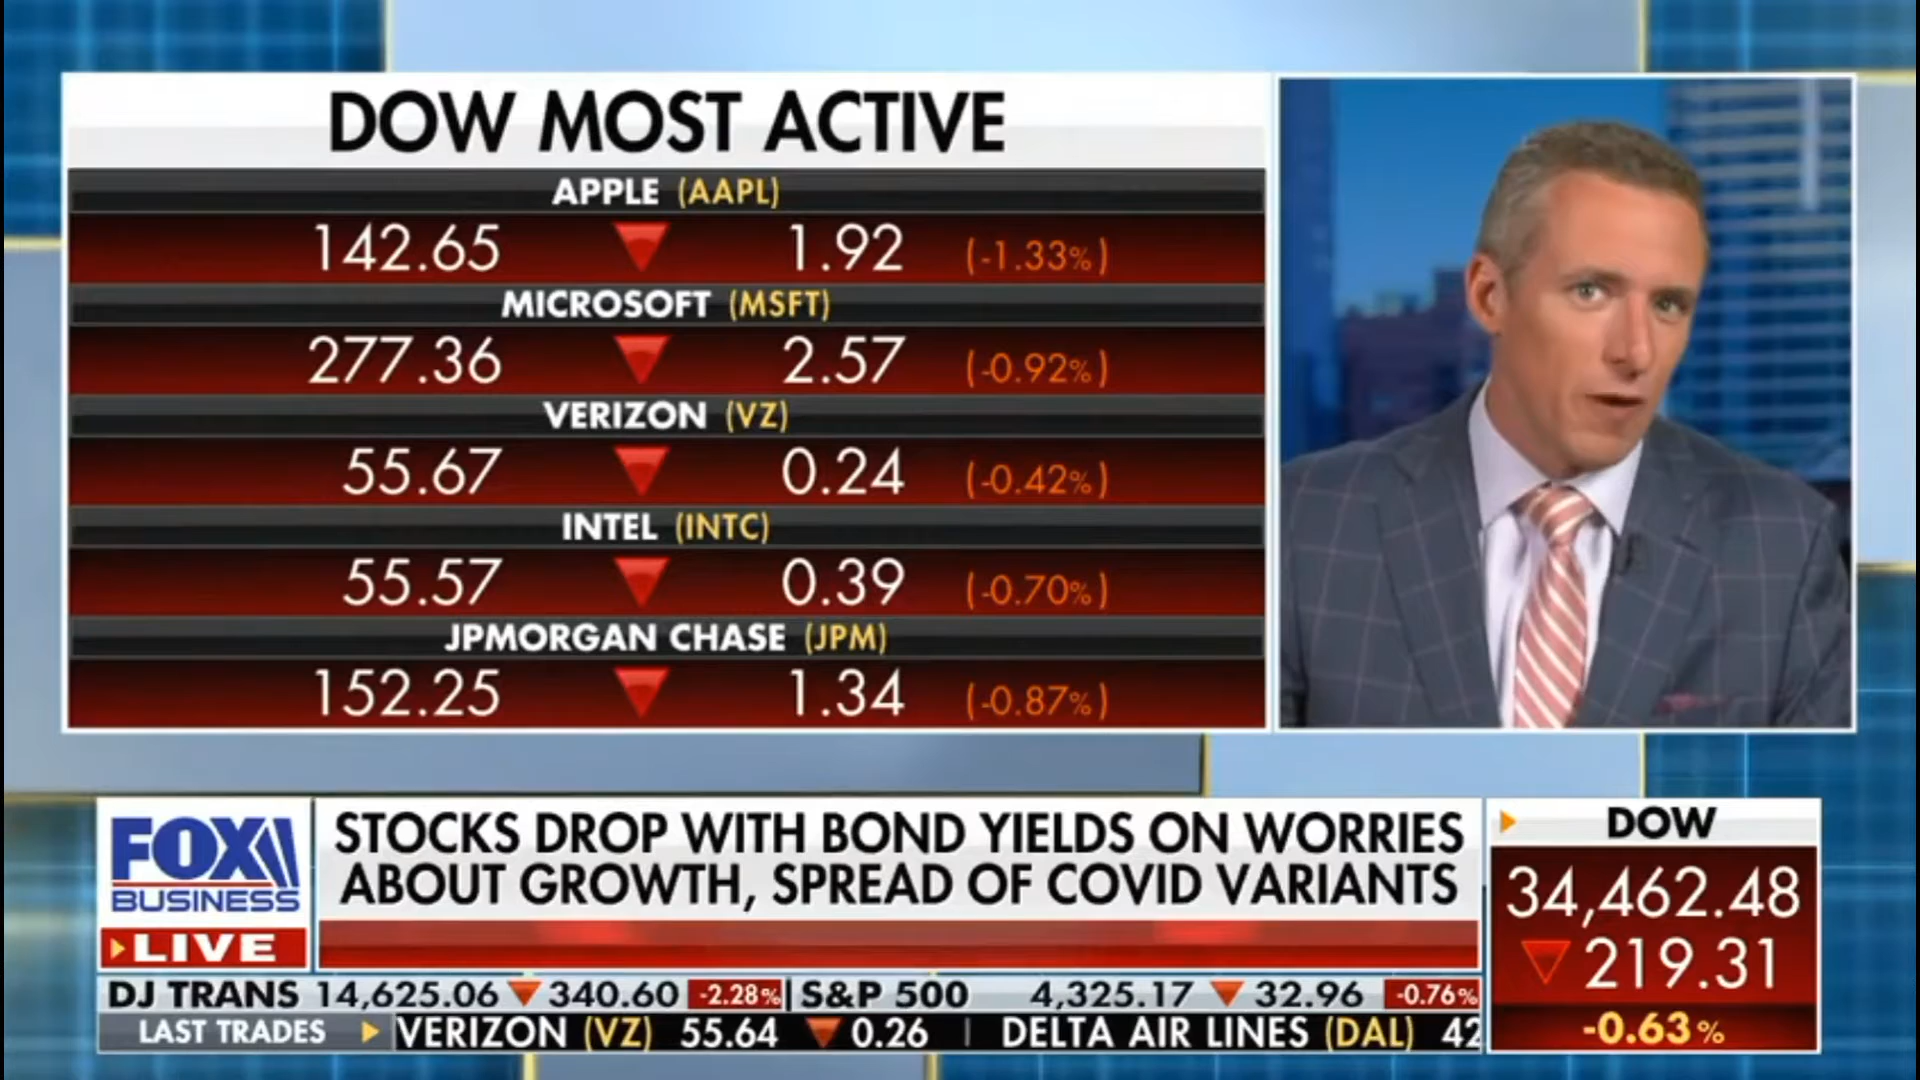 DOW MOST ACTIVE
APPLE (AAPL)
142.65 ▼ 1.92 (-1.33%)
MICROSOFT (MSFT)
277.36 ▼ 2.57 (-0.92%)
VERIZON (VZ)
55.67 ▼ 0.24 (-0.42%)
INTEL (INTC)
55.57 ▼ 0.39 (-0.70%)
JPMORGAN CHASE (JPM)
152.25 ▼ 1.34 (-0.87%)
FOX
BUSINESS
LIVE
STOCKS DROP WITH BOND YIELDS ON WORRIES
ABOUT GROWTH, SPREAD OF COVID VARIANTS
DOW
34,462.48
▼ 219.31
-0.63%
DJ TRANS 14,625.06 ▼ 340.60 -2.28% | S&P 500 4,325.17 ▼ 32.96 -0.76%
LAST TRADES VERIZON (VZ) 55.64 ▼ 0.26 | DELTA AIR LINES (DAL) 42